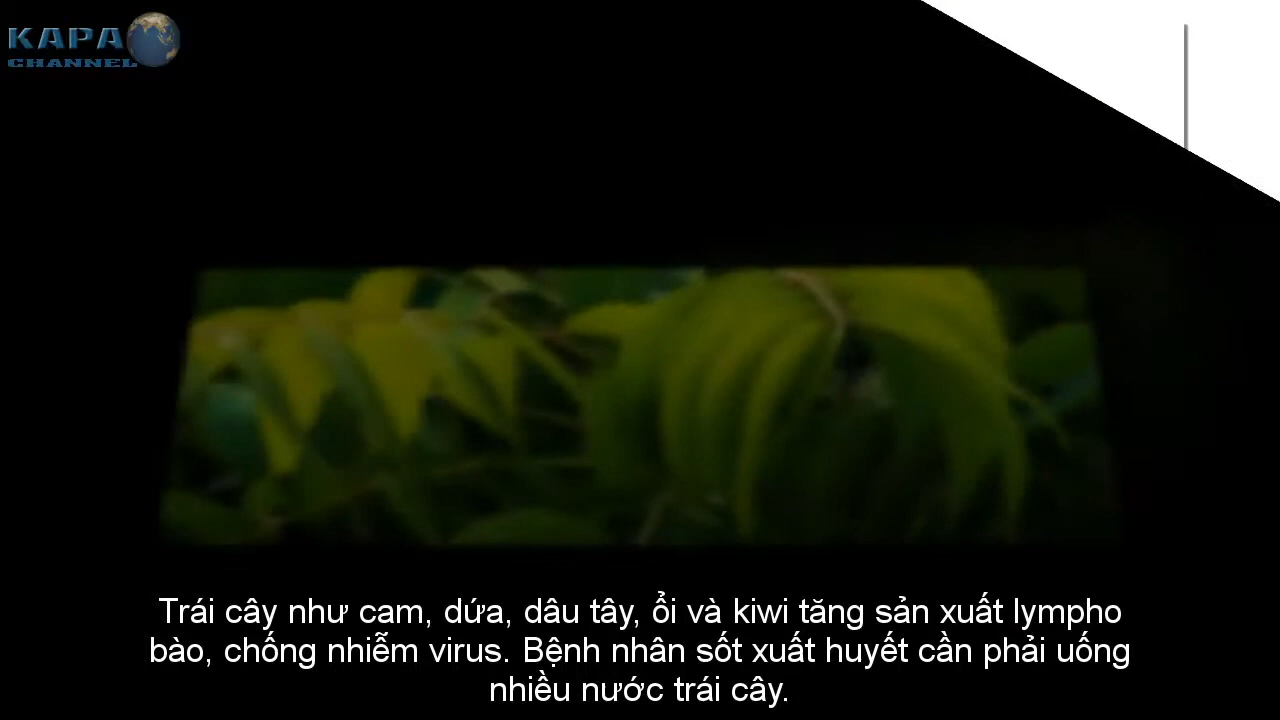 KAPA
CHANNEL
Trái cây như cam, dứa, dâu tây, ổi và kiwi tăng sản xuất lympho
bào, chống nhiễm virus. Bệnh nhân sốt xuất huyết cần phải uống
nhiều nước trái cây.